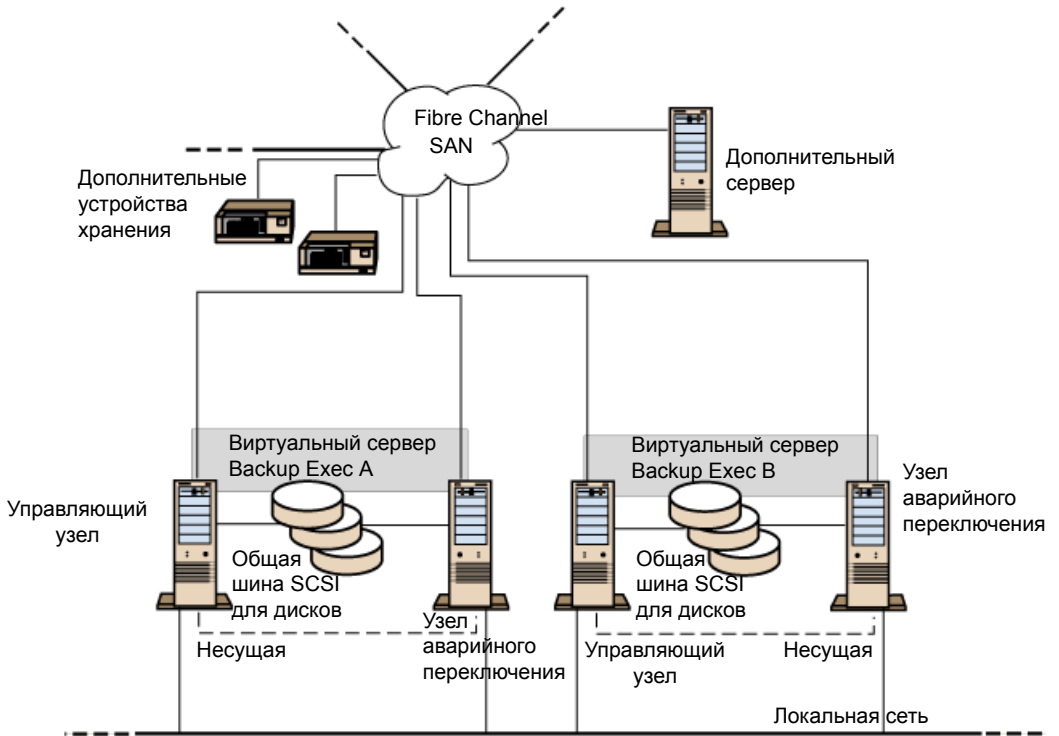 Fibre Channel
SAN
Дополнительный
сервер
Дополнительные
устройства
хранения
Виртуальный сервер
Backup Exec A
Виртуальный сервер
Backup Exec B
Управляющий
узел
Узел
аварийного
переключения
Общая
шина SCSI
для дисков
Общая
шина SCSI
для дисков
Несущая
Узел
аварийного
переключения
Управляющий
узел
Несущая
Локальная сеть